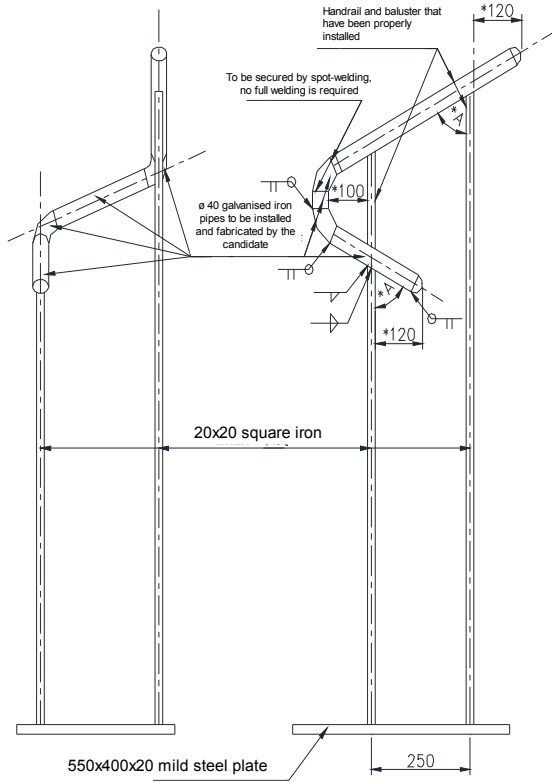 Handrail and baluster that
have been properly
installed
*120
To be secured by spot-welding,
no full welding is required
*A
*100
ø 40 galvanised iron
pipes to be installed
and fabricated by the
candidate
*A
*120
20x20 square iron
550x400x20 mild steel plate
250